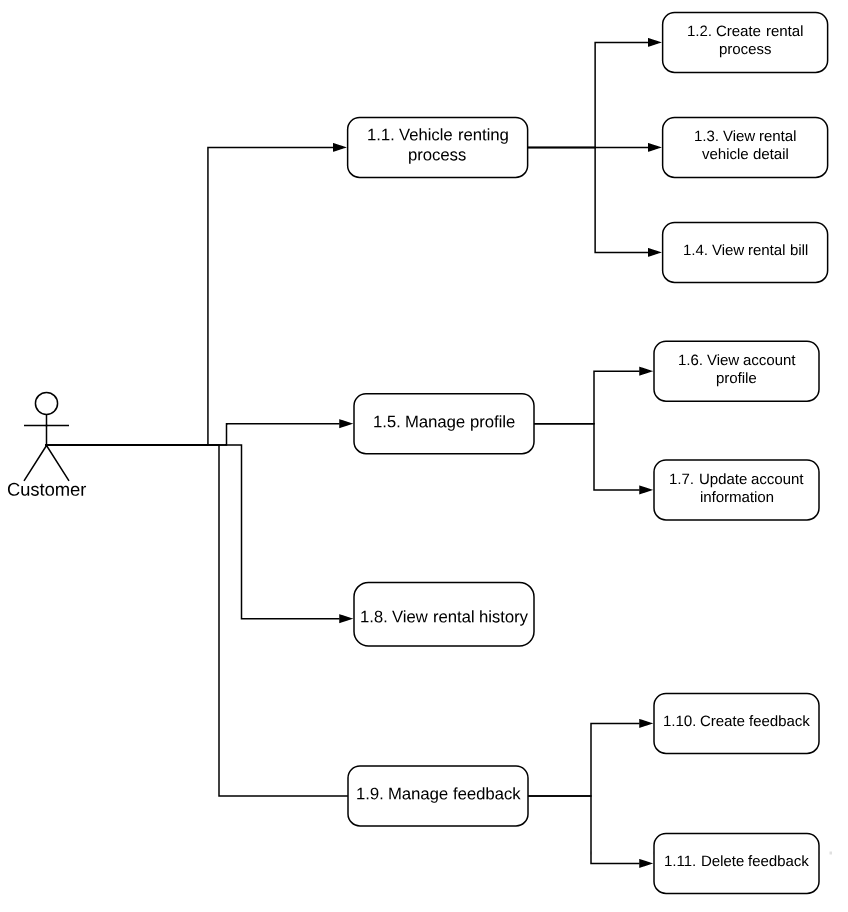 1.2. Create rental
process
1.1. Vehicle renting
process
1.3. View rental
vehicle detail
1.4. View rental bill
1.6. View account
profile
1.5. Manage profile
1.7. Update account
information
Customer
1.8. View rental history
1.10. Create feedback
1.9. Manage feedback
1.11. Delete feedback